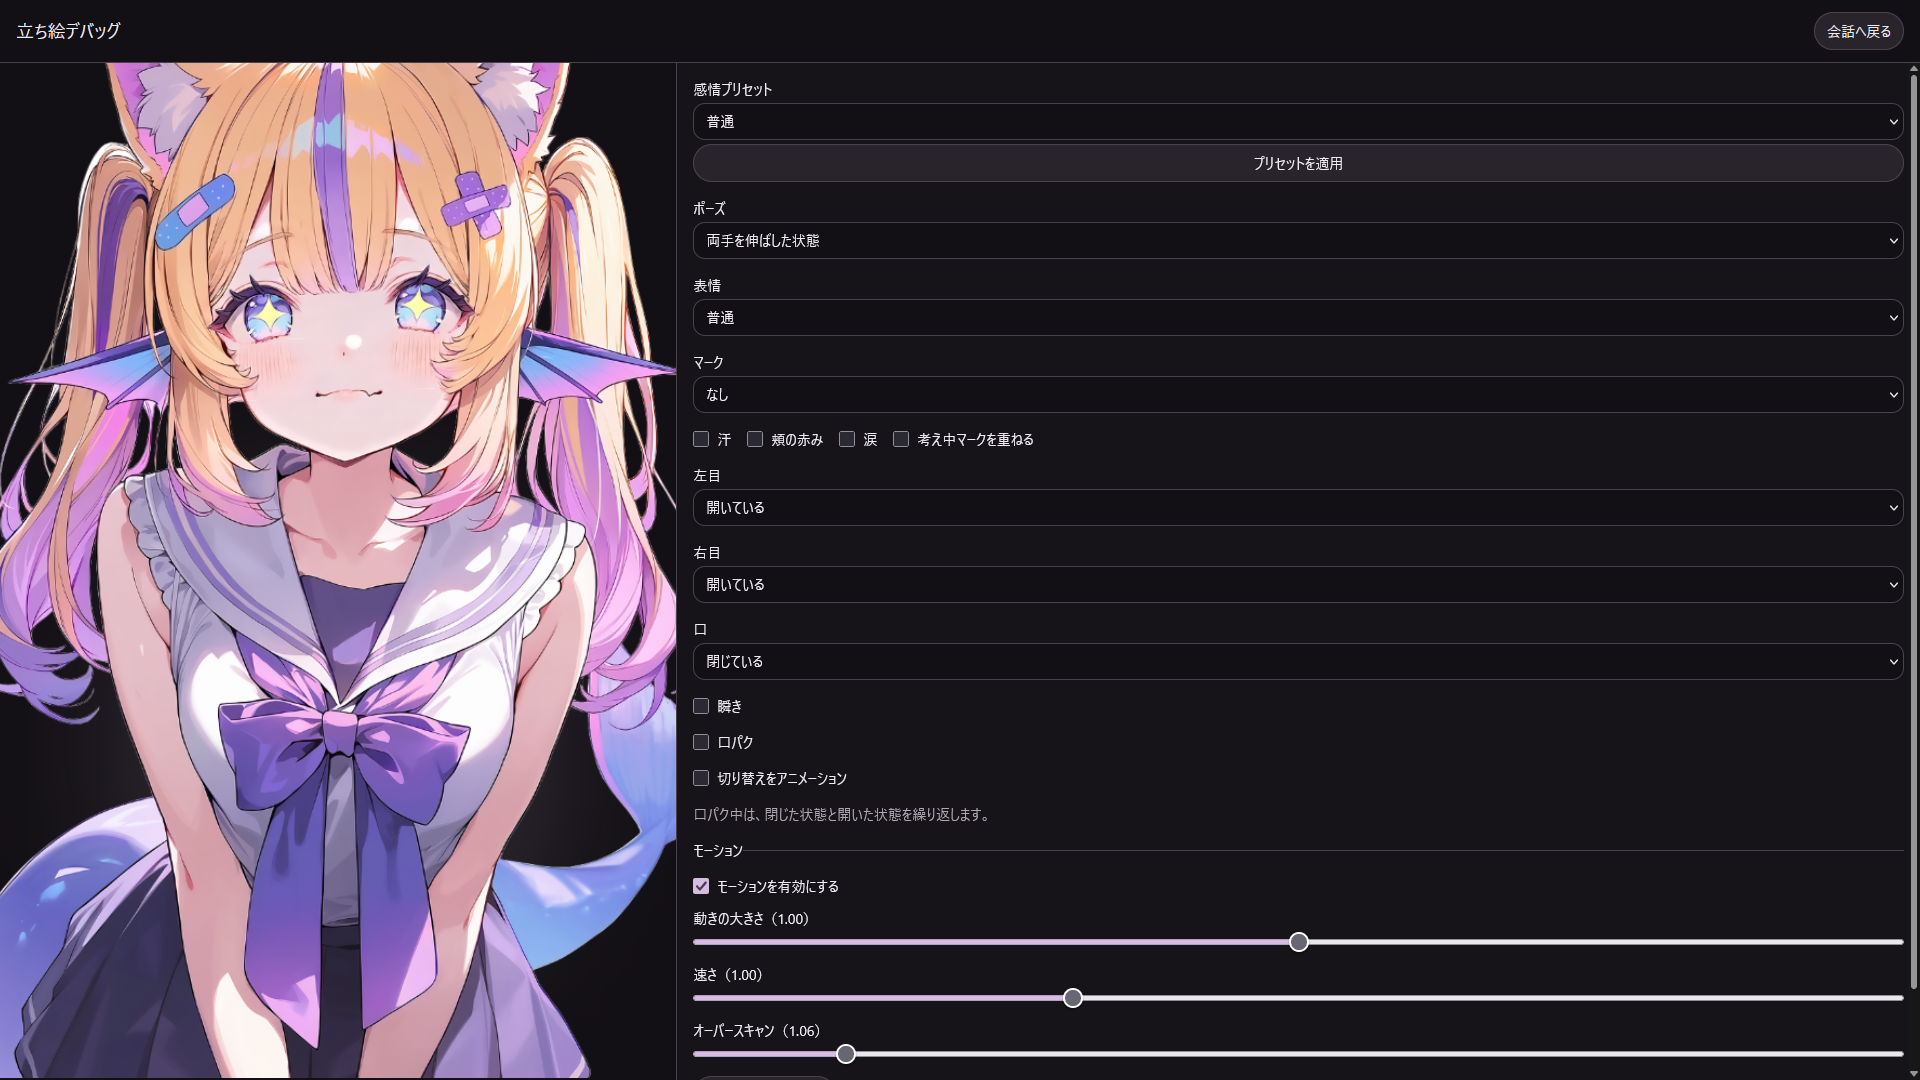 立ち絵デバッグ
会話へ戻る
感情プリセット
普通
プリセットを適用
ポーズ
両手を伸ばした状態
表情
普通
マーク
なし
汗 頬の赤み 涙 考え中マークを重ねる
左目
開いている
右目
開いている
口
閉じている
瞬き
口パク
切り替えをアニメーション
口パク中は、閉じた状態と開いた状態を繰り返します。
モーション
モーションを有効にする
動きの大きさ（1.00）
速さ（1.00）
オーバースキャン（1.06）